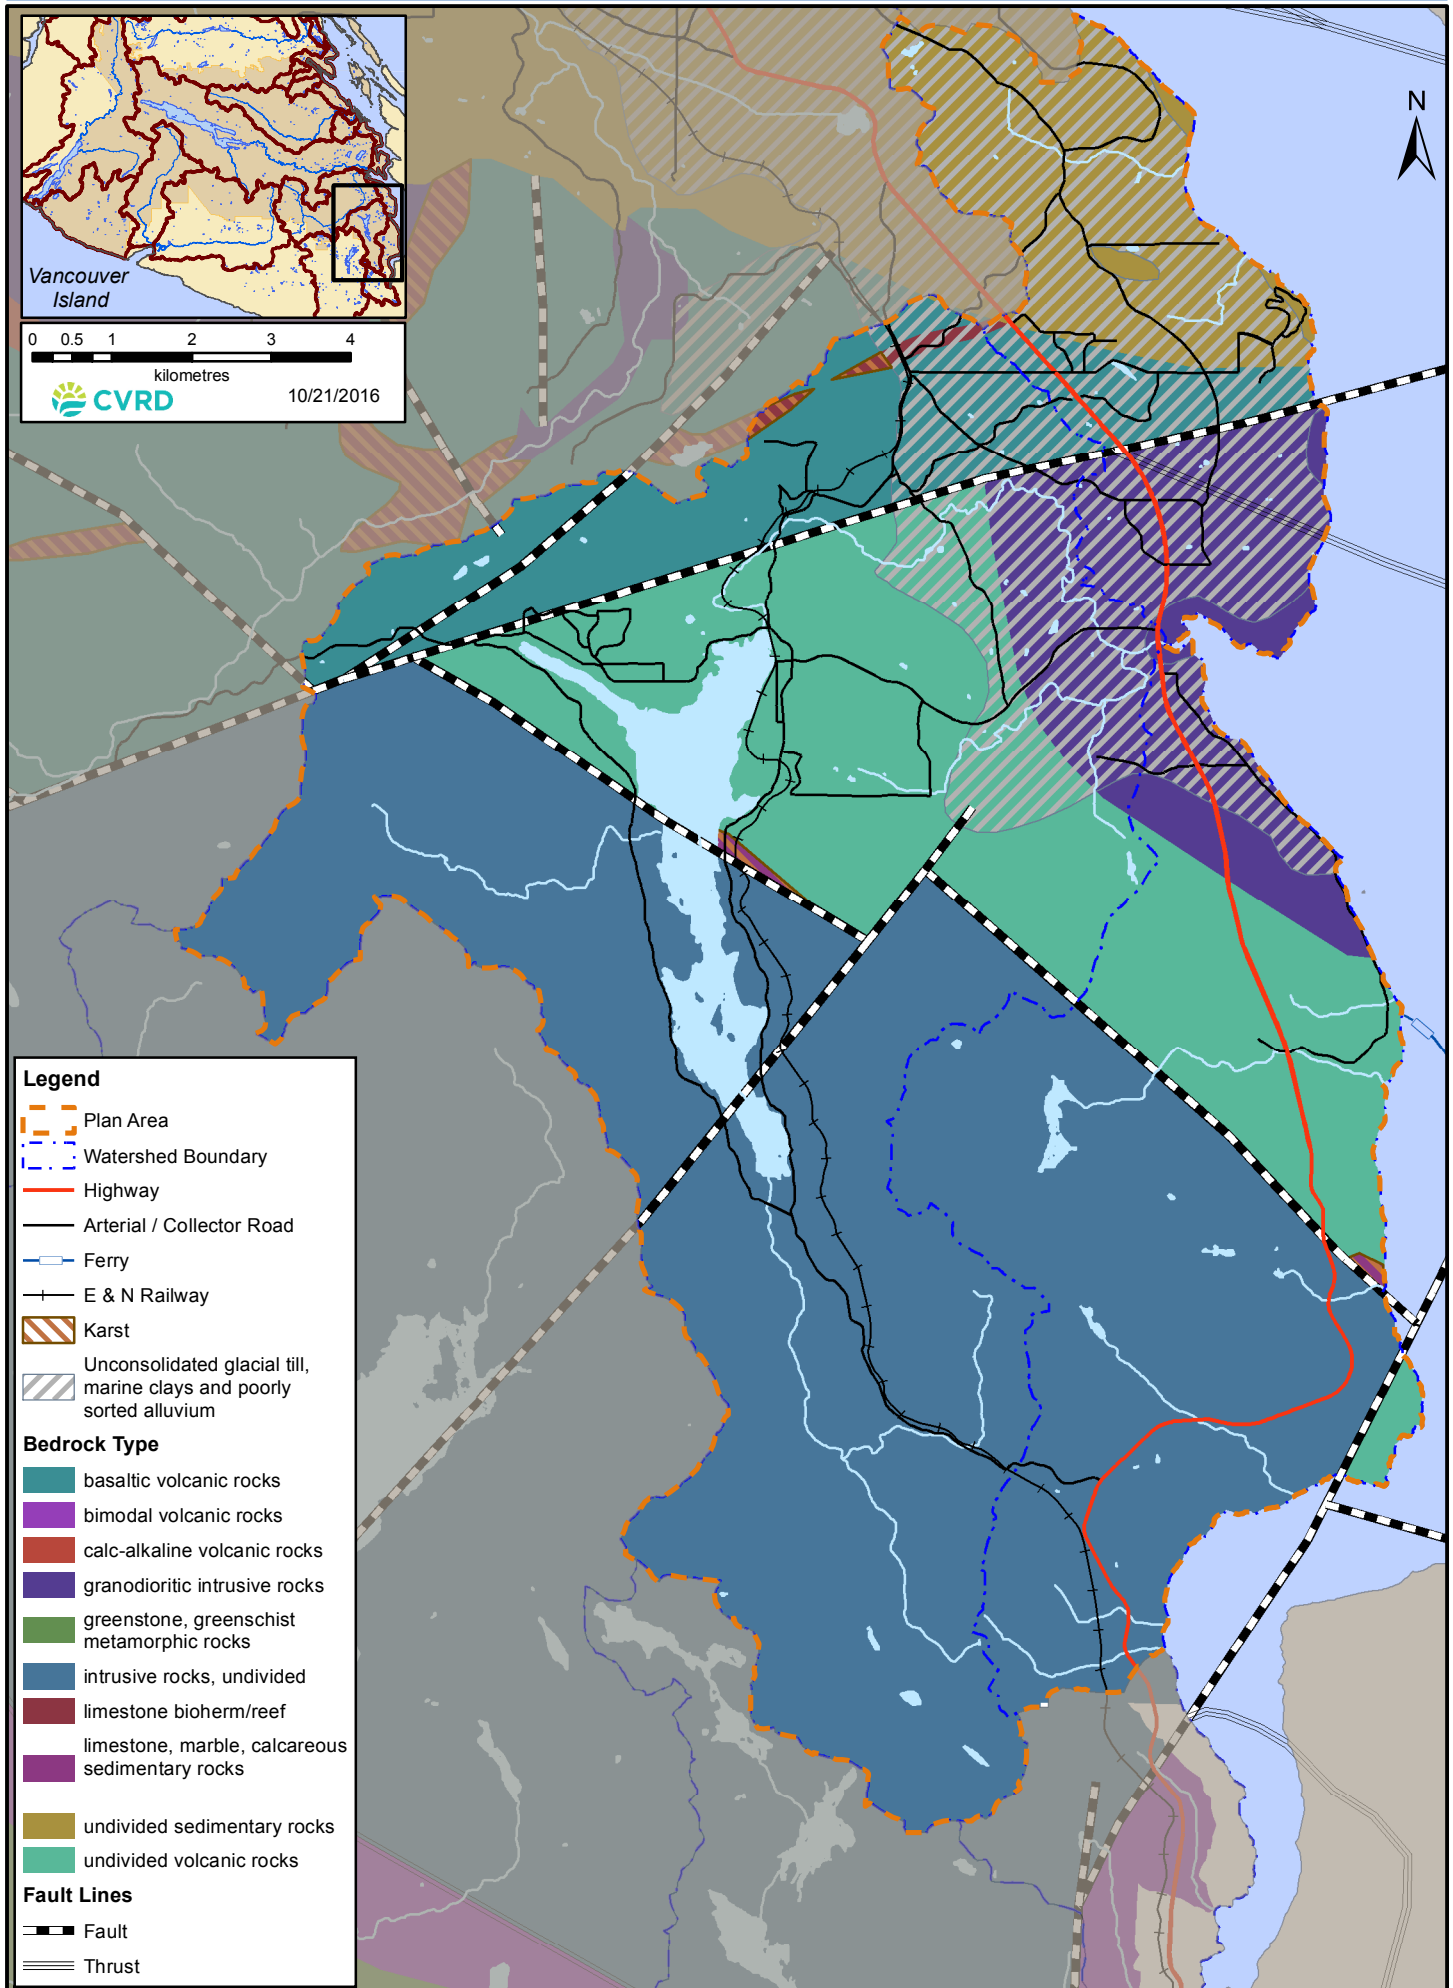 Vancouver
Island
0 0.5 1 2 3 4
kilometres
CVRD
10/21/2016
N
Legend
Plan Area
Watershed Boundary
Highway
Arterial / Collector Road
Ferry
E & N Railway
Karst
Unconsolidated glacial till,
marine clays and poorly
sorted alluvium
Bedrock Type
basaltic volcanic rocks
bimodal volcanic rocks
calc-alkaline volcanic rocks
granodioritic intrusive rocks
greenstone, greenschist
metamorphic rocks
intrusive rocks, undivided
limestone bioherm/reef
limestone, marble, calcareous
sedimentary rocks
undivided sedimentary rocks
undivided volcanic rocks
Fault Lines
Fault
Thrust